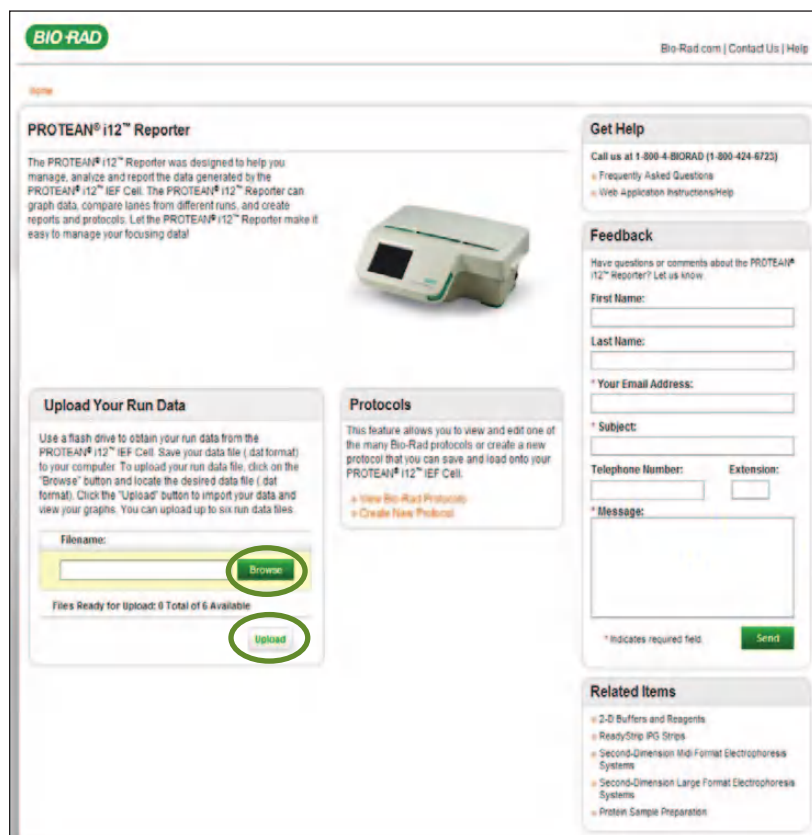 BIO-RAD
Bio-Rad.com | Contact Us | Help
Home
PROTEAN® i12™ Reporter
The PROTEAN® i12™ Reporter was designed to help you
manage, analyze and report the data generated by the
PROTEAN® i12™ IEF Cell. The PROTEAN® i12™ Reporter can
graph data, compare lanes from different runs, and create
reports and protocols. Let the PROTEAN® i12™ Reporter make it
easy to manage your focusing data!
Upload Your Run Data
Use a flash drive to obtain your run data from the
PROTEAN® i12™ IEF Cell. Save your data file (.dat format)
to your computer. To upload your run data file, click on the
"Browse" button and locate the desired data file (.dat
format). Click the "Upload" button to import your data and
view your graphs. You can upload up to six run data files.
Filename:
Browse
Files Ready for Upload: 0 Total of 6 Available
Upload
Protocols
This feature allows you to view and edit one of
the many Bio-Rad protocols or create a new
protocol that you can save and load onto your
PROTEAN® i12™ IEF Cell.
» View Bio-Rad Protocols
» Create New Protocol
Get Help
Call us at 1-800-4-BIORAD (1-800-424-6723)
» Frequently Asked Questions
» Web Application Instructions/Help
Feedback
Have questions or comments about the PROTEAN®
i12™ Reporter? Let us know.
First Name:
Last Name:
* Your Email Address:
* Subject:
Telephone Number: Extension:
* Message:
* Indicates required field.
Send
Related Items
» 2-D Buffers and Reagents
» ReadyStrip IPG Strips
» Second-Dimension Midi Format Electrophoresis
Systems
» Second-Dimension Large Format Electrophoresis
Systems
» Protein Sample Preparation